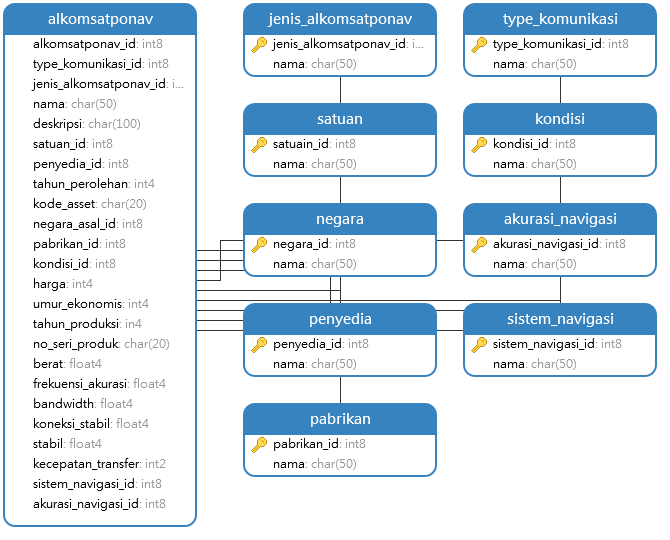 alkomsatponav
alkomsatponav_id: int8
type_komunikasi_id: int8
jenis_alkomsatponav_id: i...
nama: char(50)
deskripsi: char(100)
satuan_id: int8
penyedia_id: int8
tahun_perolehan: int4
kode_asset: char(20)
negara_asal_id: int8
pabrikan_id: int8
kondisi_id: int8
harga: int4
umur_ekonomis: int4
tahun_produksi: in4
no_seri_produk: char(20)
berat: float4
frekuensi_akurasi: float4
bandwidth: float4
koneksi_stabil: float4
stabil: float4
kecepatan_transfer: int2
sistem_navigasi_id: int8
akurasi_navigasi_id: int8
jenis_alkomsatponav
jenis_alkomsatponav_id: i...
nama: char(50)
satuan
satuain_id: int8
nama: char(50)
negara
negara_id: int8
nama: char(50)
penyedia
penyedia_id: int8
nama: char(50)
pabrikan
pabrikan_id: int8
nama: char(50)
type_komunikasi
type_komunikasi_id: int8
nama: char(50)
kondisi
kondisi_id: int8
nama: char(50)
akurasi_navigasi
akurasi_navigasi_id: int8
nama: char(50)
sistem_navigasi
sistem_navigasi_id: int8
nama: char(50)